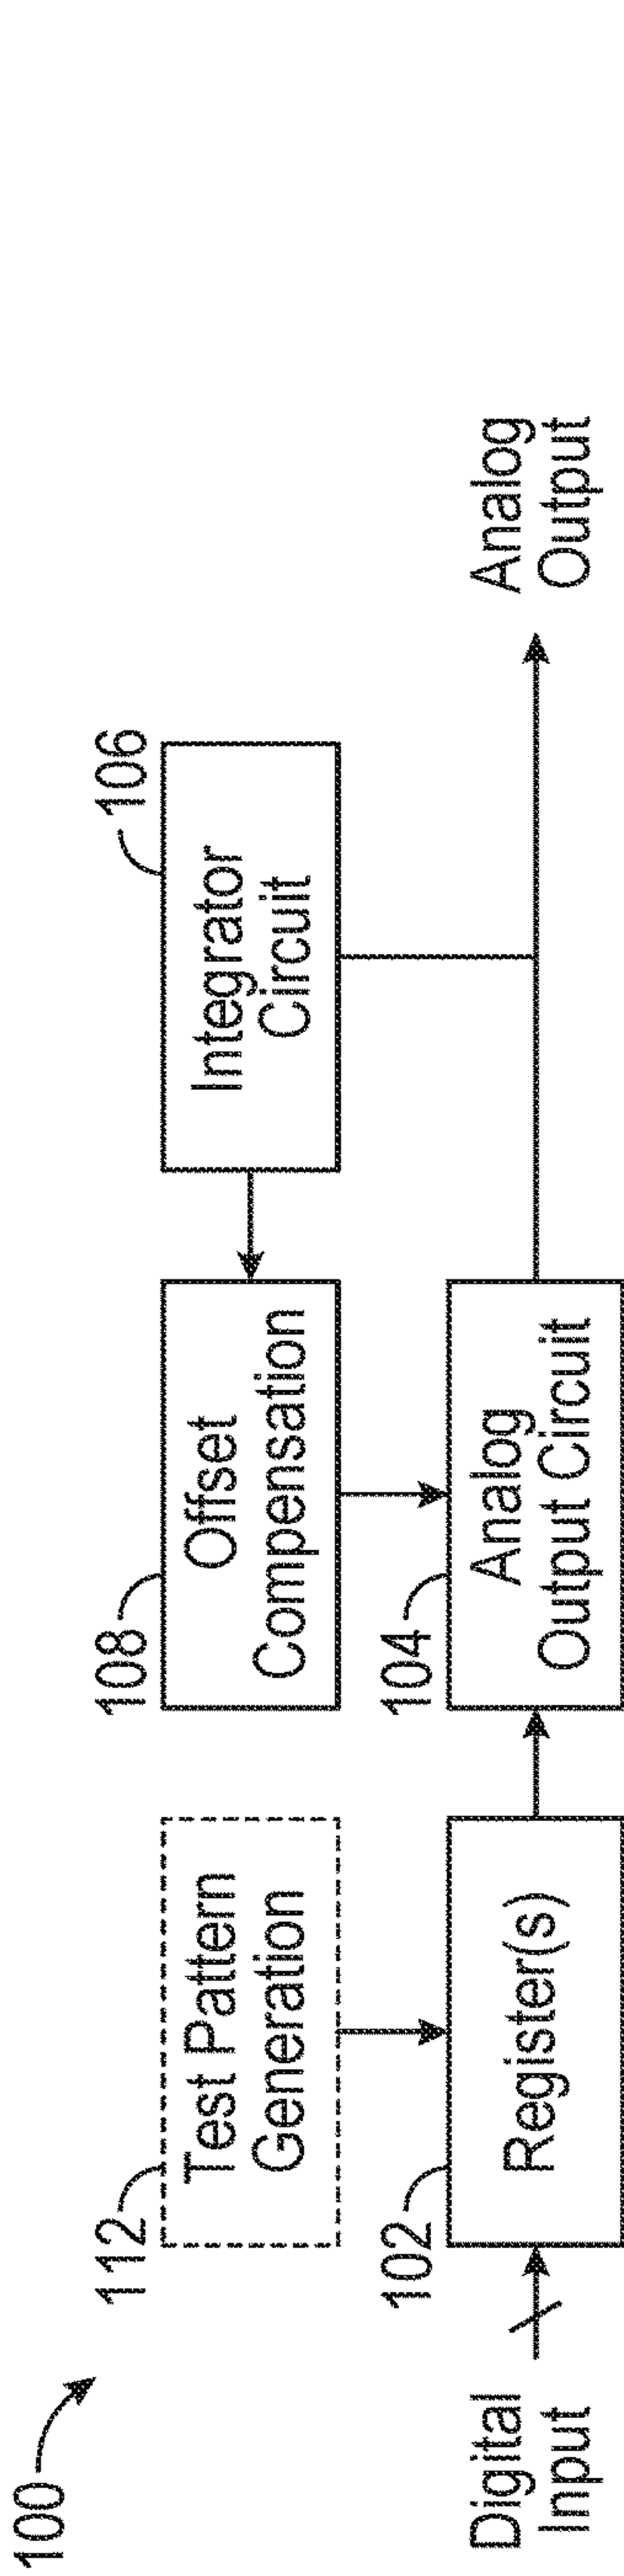 100
112
Test Pattern
Generation
108
Offset
Compensation
106
Integrator
Circuit
Digital
Input
102
Register(s)
104
Analog
Output Circuit
Analog
Output